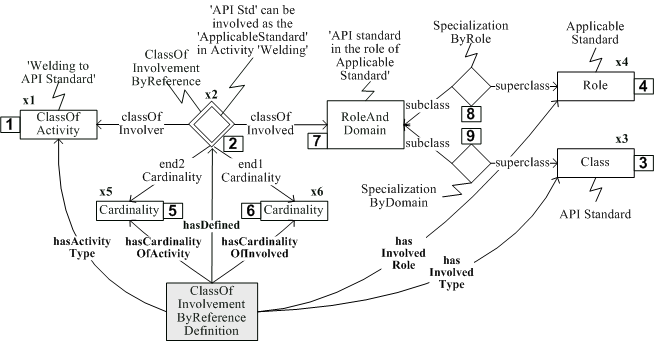 'API Std' can be
involved as the
'ApplicableStandard'
in Activity 'Welding'
'API standard
in the role of
Applicable
Standard'
Specialization
ByRole
Applicable
Standard
x4
ClassOf
Involvement
ByReference
'Welding to
API Standard'
x1
x2
1
ClassOf
Activity
classOf
Involver
2
classOf
Involved
7
RoleAnd
Domain
subclass
subclass
8
9
superclass
superclass
Role
4
x3
Class
3
Specialization
ByDomain
API Standard
end2
Cardinality
end1
Cardinality
x5
x6
Cardinality
5
6
Cardinality
hasDefined
hasActivity
Type
hasCardinality
OfActivity
hasCardinality
OfInvolved
has
Involved
Role
has
Involved
Type
ClassOf
Involvement
ByReference
Definition